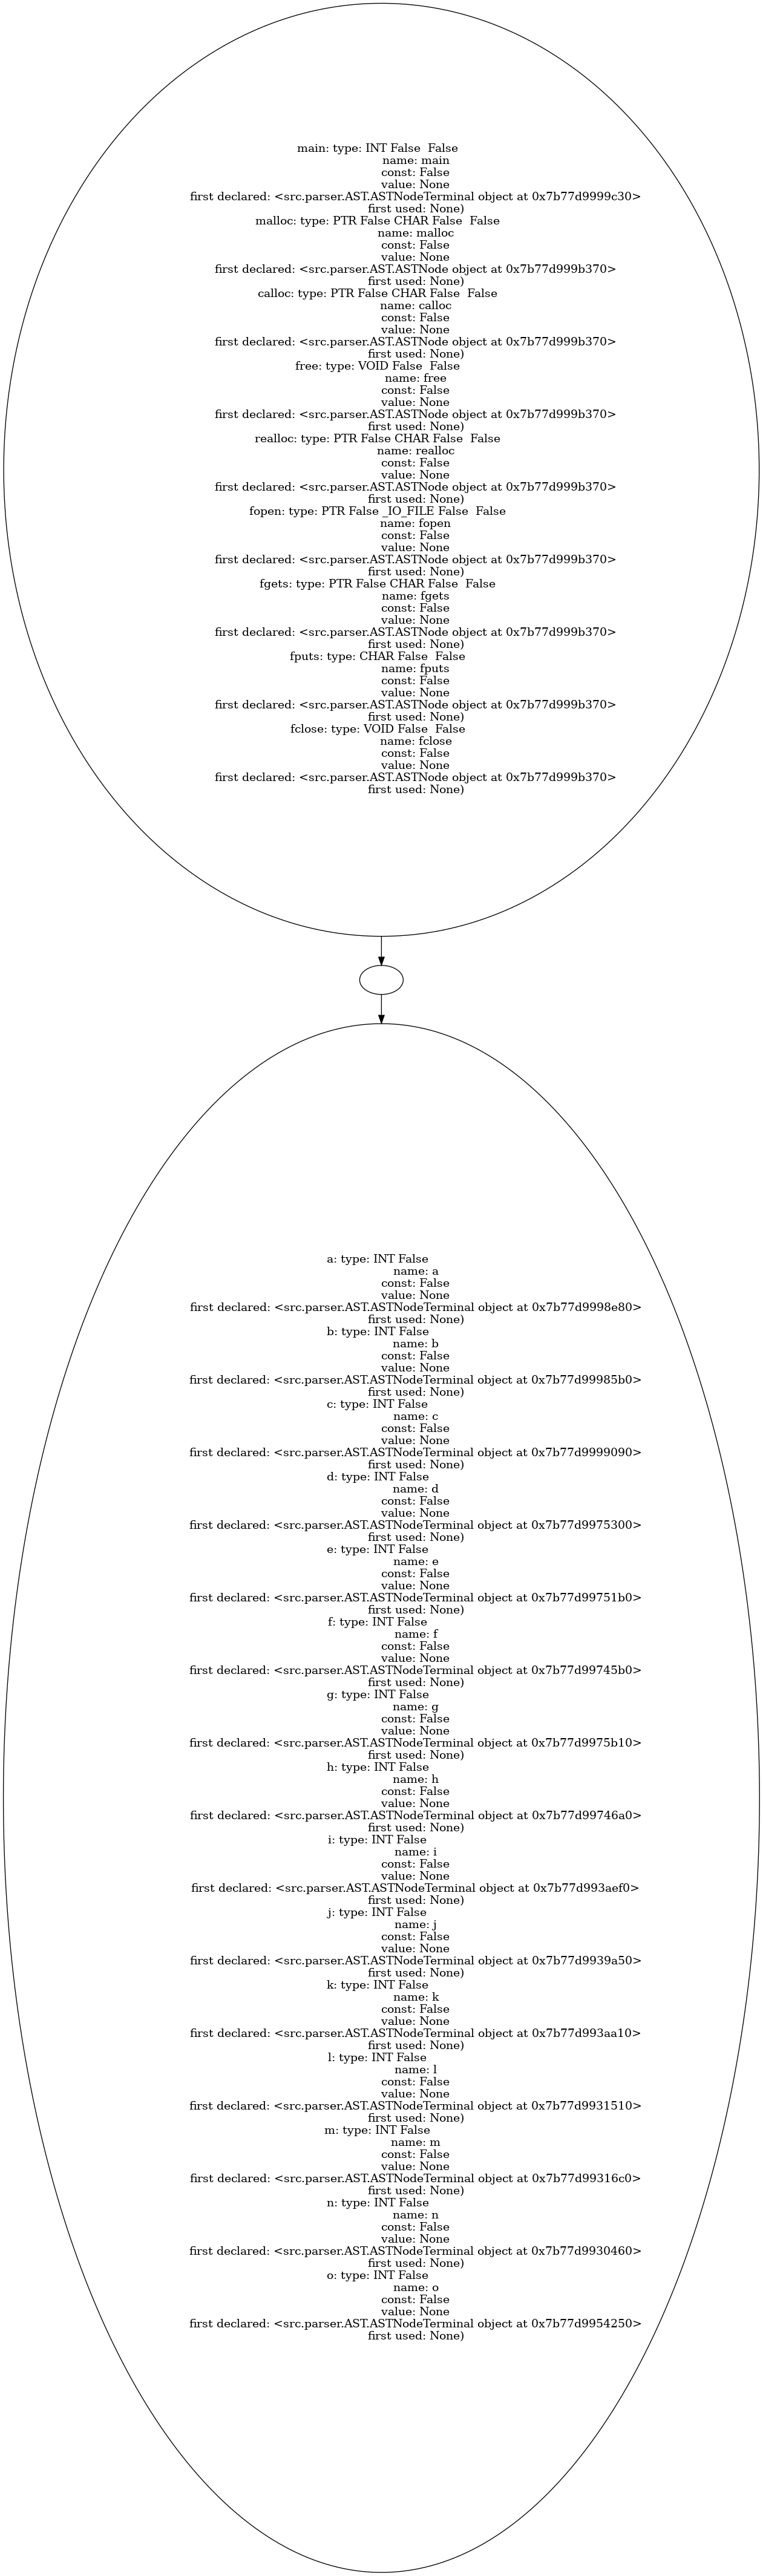 main: type: INT False  False
name: main
const: False
value: None
first declared: <src.parser.AST.ASTNodeTerminal object at 0x7b77d9999c30>
first used: None)
malloc: type: PTR False CHAR False  False
name: malloc
const: False
value: None
first declared: <src.parser.AST.ASTNode object at 0x7b77d999b370>
first used: None)
calloc: type: PTR False CHAR False  False
name: calloc
const: False
value: None
first declared: <src.parser.AST.ASTNode object at 0x7b77d999b370>
first used: None)
free: type: VOID False  False
name: free
const: False
value: None
first declared: <src.parser.AST.ASTNode object at 0x7b77d999b370>
first used: None)
realloc: type: PTR False CHAR False  False
name: realloc
const: False
value: None
first declared: <src.parser.AST.ASTNode object at 0x7b77d999b370>
first used: None)
fopen: type: PTR False _IO_FILE False  False
name: fopen
const: False
value: None
first declared: <src.parser.AST.ASTNode object at 0x7b77d999b370>
first used: None)
fgets: type: PTR False CHAR False  False
name: fgets
const: False
value: None
first declared: <src.parser.AST.ASTNode object at 0x7b77d999b370>
first used: None)
fputs: type: CHAR False  False
name: fputs
const: False
value: None
first declared: <src.parser.AST.ASTNode object at 0x7b77d999b370>
first used: None)
fclose: type: VOID False  False
name: fclose
const: False
value: None
first declared: <src.parser.AST.ASTNode object at 0x7b77d999b370>
first used: None)
a: type: INT False
name: a
const: False
value: None
first declared: <src.parser.AST.ASTNodeTerminal object at 0x7b77d9998e80>
first used: None)
b: type: INT False
name: b
const: False
value: None
first declared: <src.parser.AST.ASTNodeTerminal object at 0x7b77d99985b0>
first used: None)
c: type: INT False
name: c
const: False
value: None
first declared: <src.parser.AST.ASTNodeTerminal object at 0x7b77d9999090>
first used: None)
d: type: INT False
name: d
const: False
value: None
first declared: <src.parser.AST.ASTNodeTerminal object at 0x7b77d9975300>
first used: None)
e: type: INT False
name: e
const: False
value: None
first declared: <src.parser.AST.ASTNodeTerminal object at 0x7b77d99751b0>
first used: None)
f: type: INT False
name: f
const: False
value: None
first declared: <src.parser.AST.ASTNodeTerminal object at 0x7b77d99745b0>
first used: None)
g: type: INT False
name: g
const: False
value: None
first declared: <src.parser.AST.ASTNodeTerminal object at 0x7b77d9975b10>
first used: None)
h: type: INT False
name: h
const: False
value: None
first declared: <src.parser.AST.ASTNodeTerminal object at 0x7b77d99746a0>
first used: None)
i: type: INT False
name: i
const: False
value: None
first declared: <src.parser.AST.ASTNodeTerminal object at 0x7b77d993aef0>
first used: None)
j: type: INT False
name: j
const: False
value: None
first declared: <src.parser.AST.ASTNodeTerminal object at 0x7b77d9939a50>
first used: None)
k: type: INT False
name: k
const: False
value: None
first declared: <src.parser.AST.ASTNodeTerminal object at 0x7b77d993aa10>
first used: None)
l: type: INT False
name: l
const: False
value: None
first declared: <src.parser.AST.ASTNodeTerminal object at 0x7b77d9931510>
first used: None)
m: type: INT False
name: m
const: False
value: None
first declared: <src.parser.AST.ASTNodeTerminal object at 0x7b77d99316c0>
first used: None)
n: type: INT False
name: n
const: False
value: None
first declared: <src.parser.AST.ASTNodeTerminal object at 0x7b77d9930460>
first used: None)
o: type: INT False
name: o
const: False
value: None
first declared: <src.parser.AST.ASTNodeTerminal object at 0x7b77d9954250>
first used: None)